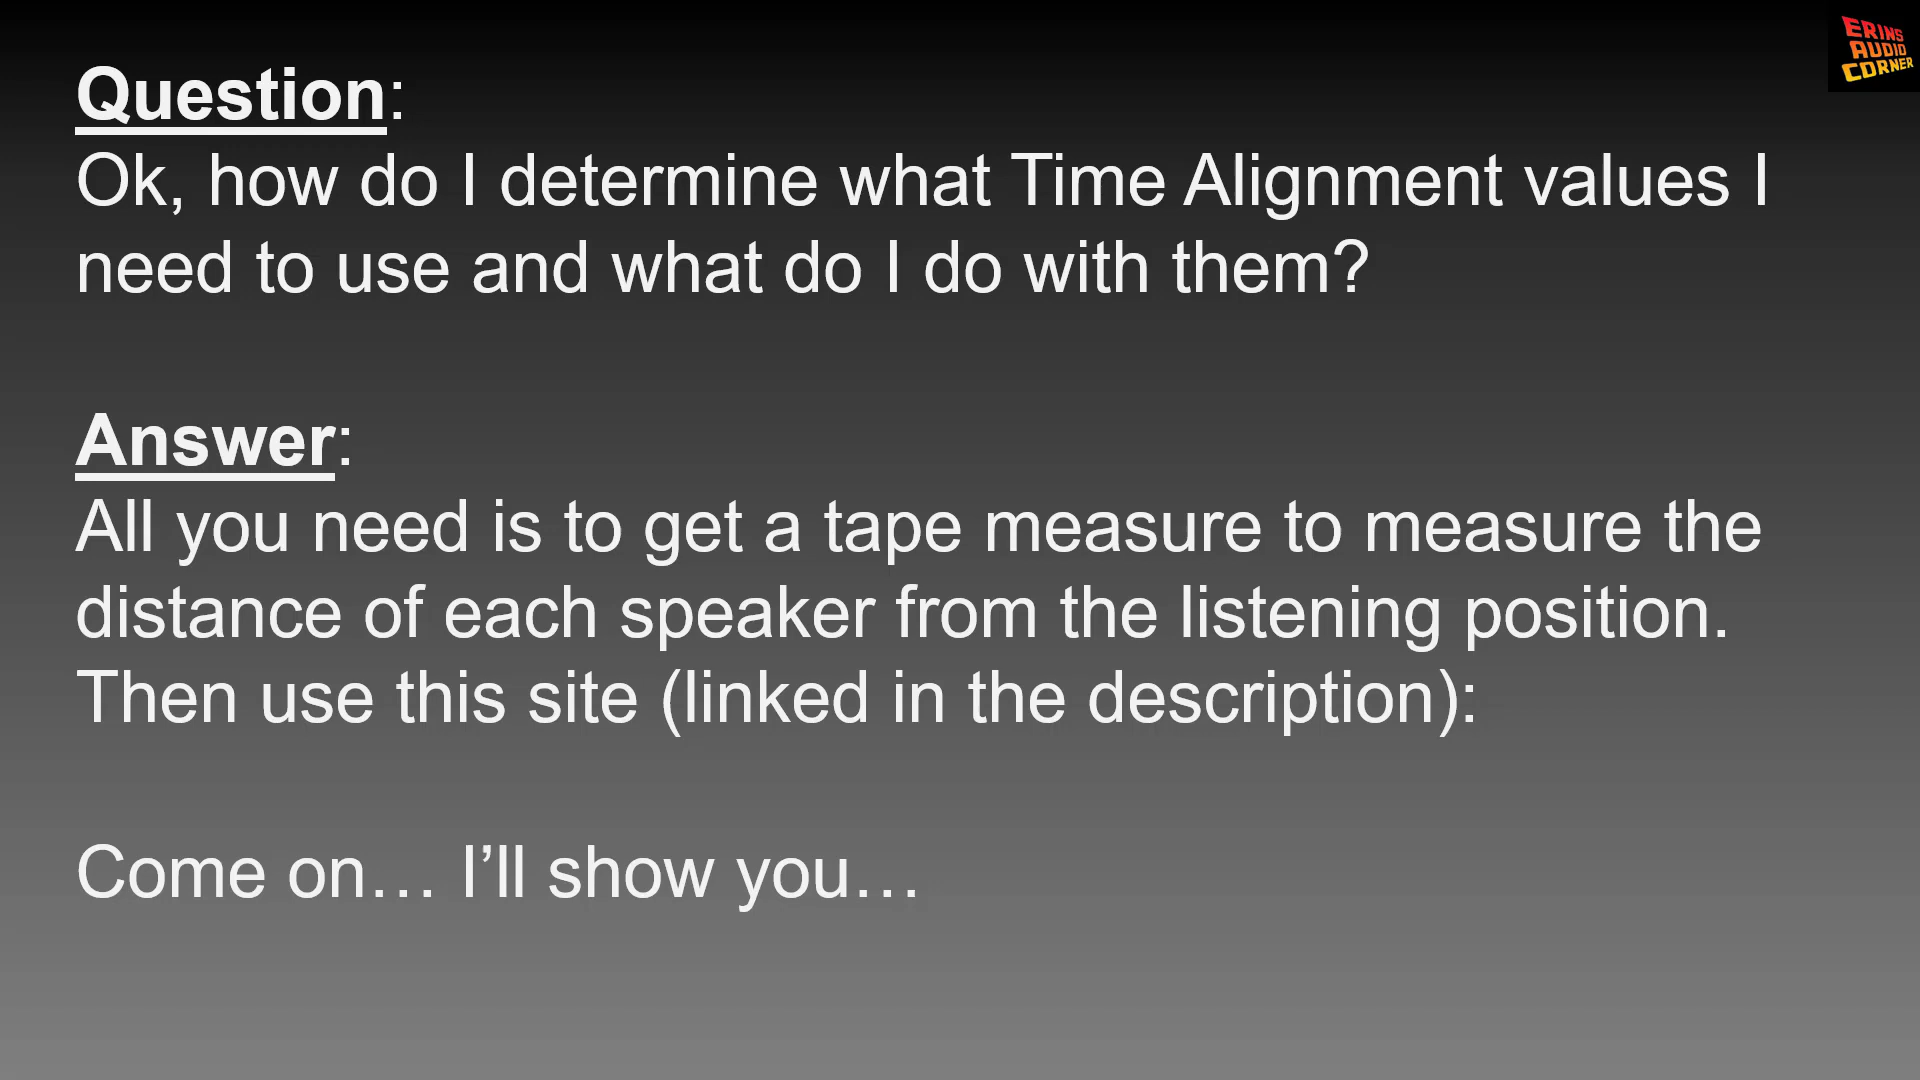 ERINS
AUDIO
CORNER
Question:
Ok, how do I determine what Time Alignment values I
need to use and what do I do with them?
Answer:
All you need is to get a tape measure to measure the
distance of each speaker from the listening position.
Then use this site (linked in the description):
Come on… I’ll show you…